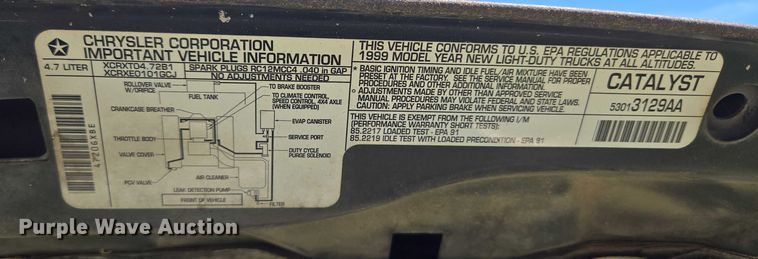 CHRYSLER CORPORATION
IMPORTANT VEHICLE INFORMATION
4.7 LITER
XCRXT04.72B1
XCRXE0101GCJ
SPARK PLUGS RC12MCC4 .040 in GAP
NO ADJUSTMENTS NEEDED
ROLLOVER VALVE
W/ORIFICE
FUEL TANK
TO BRAKE BOOSTER
TO CLIMATE CONTROL,
SPEED CONTROL, 4X4 AXLE
(WHEN EQUIPPED)
CRANKCASE BREATHER
EVAP CANISTER
SERVICE PORT
THROTTLE BODY
DUTY CYCLE
PURGE SOLENOID
VALVE COVER
PCV VALVE
AIR CLEANER
LEAK DETECTION PUMP
FILTER
FRONT OF VEHICLE
THIS VEHICLE CONFORMS TO U.S. EPA REGULATIONS APPLICABLE TO
1999 MODEL YEAR NEW LIGHT-DUTY TRUCKS AT ALL ALTITUDES.
* BASIC IGNITION TIMING AND IDLE FUEL/AIR MIXTURE HAVE BEEN
PRESET AT THE FACTORY. SEE THE SERVICE MANUAL FOR PROPER
PROCEDURES AND OTHER ADDITIONAL INFORMATION.
* ADJUSTMENTS MADE BY OTHER THAN APPROVED SERVICE
MANUAL PROCEDURES MAY VIOLATE FEDERAL AND STATE LAWS.
CAUTION: APPLY PARKING BRAKE WHEN SERVICING VEHICLE
THIS VEHICLE IS EXEMPT FROM THE FOLLOWING I/M
(PERFORMANCE WARRANTY SHORT TESTS):
85.2217 LOADED TEST - EPA 91
85.2219 IDLE TEST WITH LOADED PRECONDITION - EPA 91
CATALYST
53013129AA
Purple Wave Auction